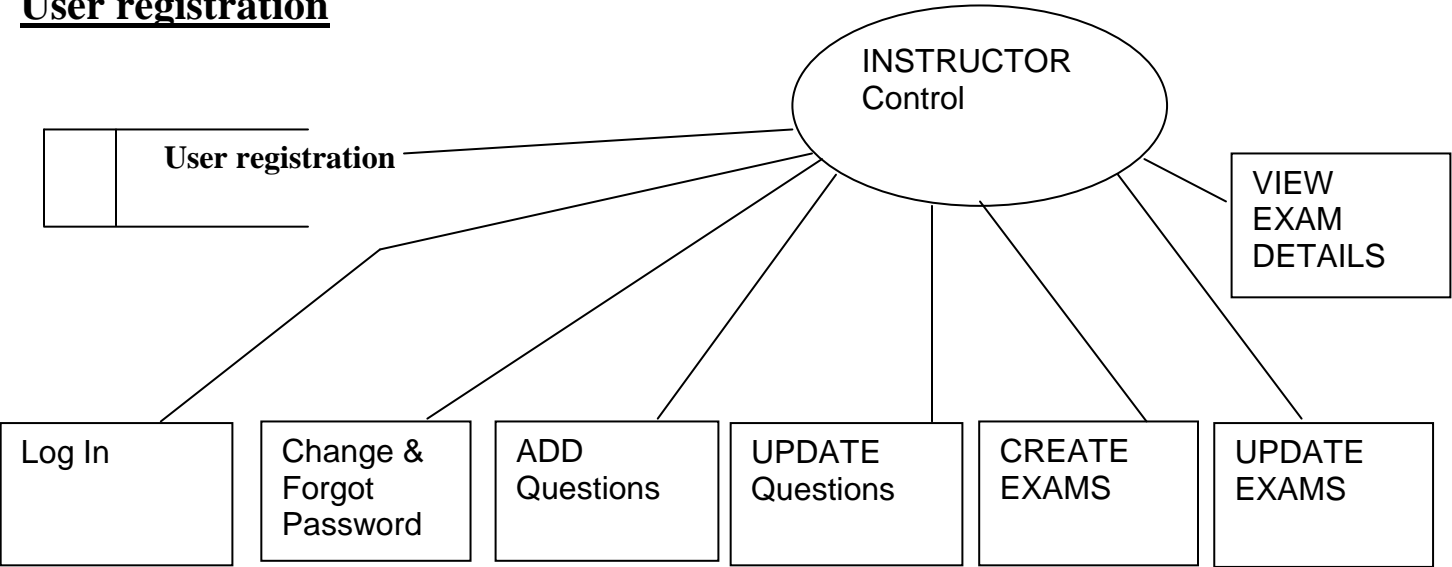 User registration
INSTRUCTOR
Control
User registration
VIEW
EXAM
DETAILS
Log In
Change &
Forgot
Password
ADD
Questions
UPDATE
Questions
CREATE
EXAMS
UPDATE
EXAMS